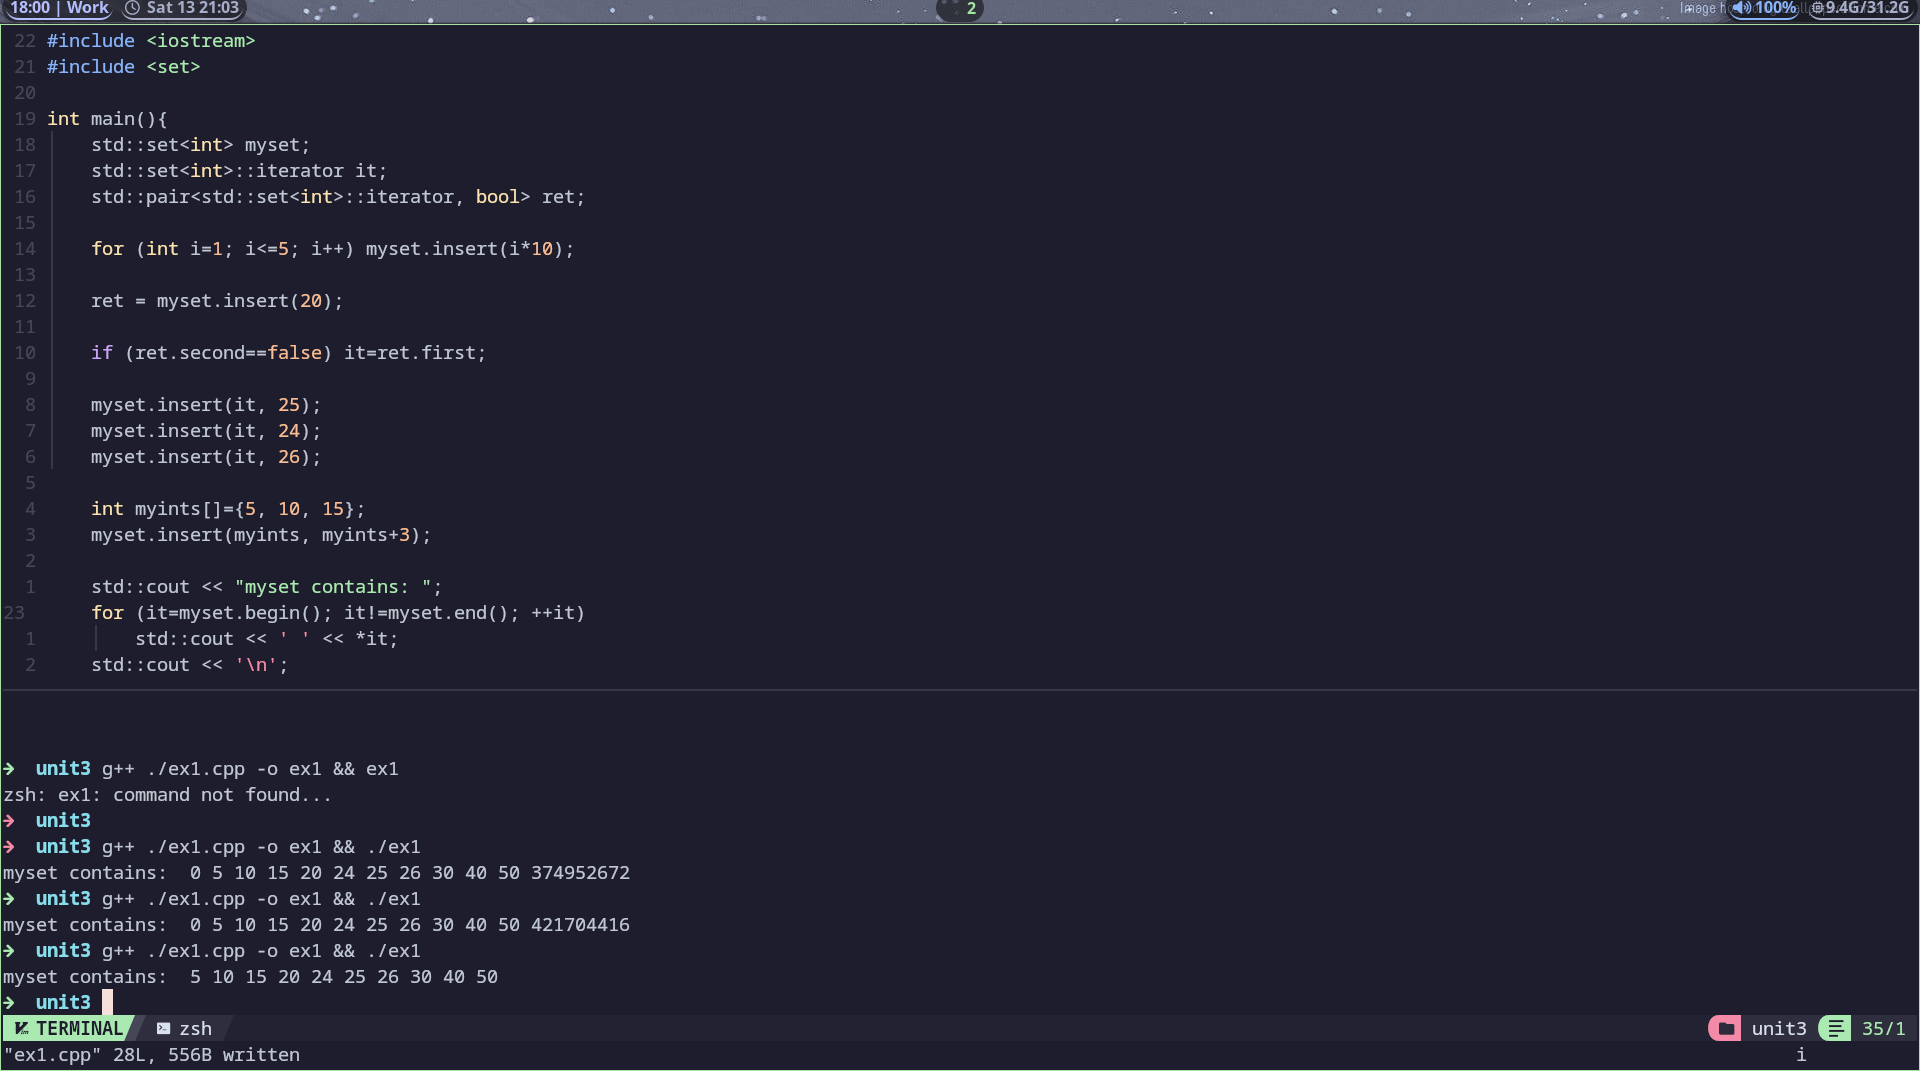 18:00 | Work Sat 13 21:03 2 100% 9.4G/31.2G
22 #include <iostream>
21 #include <set>
20
19 int main(){
18     std::set<int> myset;
17     std::set<int>::iterator it;
16     std::pair<std::set<int>::iterator, bool> ret;
15
14     for (int i=1; i<=5; i++) myset.insert(i*10);
13
12     ret = myset.insert(20);
11
10     if (ret.second==false) it=ret.first;
9
8     myset.insert(it, 25);
7     myset.insert(it, 24);
6     myset.insert(it, 26);
5
4     int myints[]={5, 10, 15};
3     myset.insert(myints, myints+3);
2
1     std::cout << "myset contains: ";
23     for (it=myset.begin(); it!=myset.end(); ++it)
1         std::cout << ' ' << *it;
2     std::cout << '\n';
➜  unit3 g++ ./ex1.cpp -o ex1 && ex1
zsh: ex1: command not found...
➜  unit3
➜  unit3 g++ ./ex1.cpp -o ex1 && ./ex1
myset contains:  0 5 10 15 20 24 25 26 30 40 50 374952672
➜  unit3 g++ ./ex1.cpp -o ex1 && ./ex1
myset contains:  0 5 10 15 20 24 25 26 30 40 50 421704416
➜  unit3 g++ ./ex1.cpp -o ex1 && ./ex1
myset contains:  5 10 15 20 24 25 26 30 40 50
➜  unit3
TERMINAL zsh unit3 35/1
"ex1.cpp" 28L, 556B written i